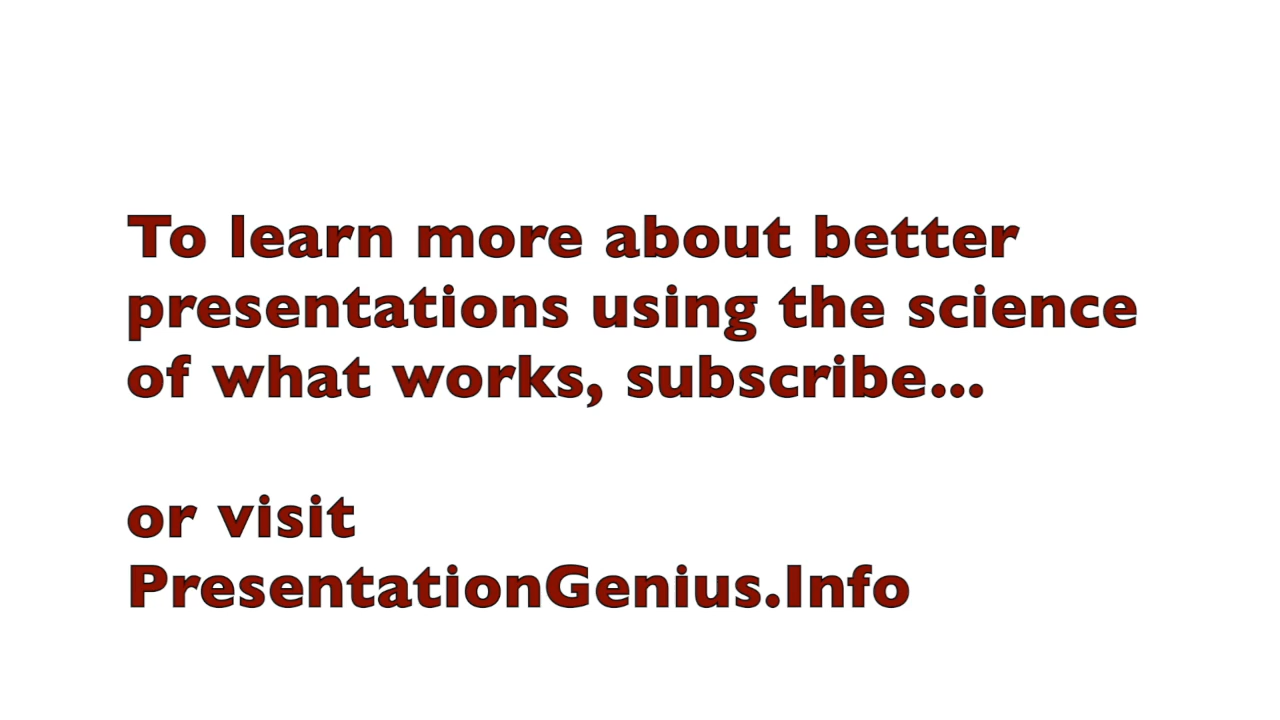 To learn more about better
presentations using the science
of what works, subscribe...
or visit
PresentationGenius.Info